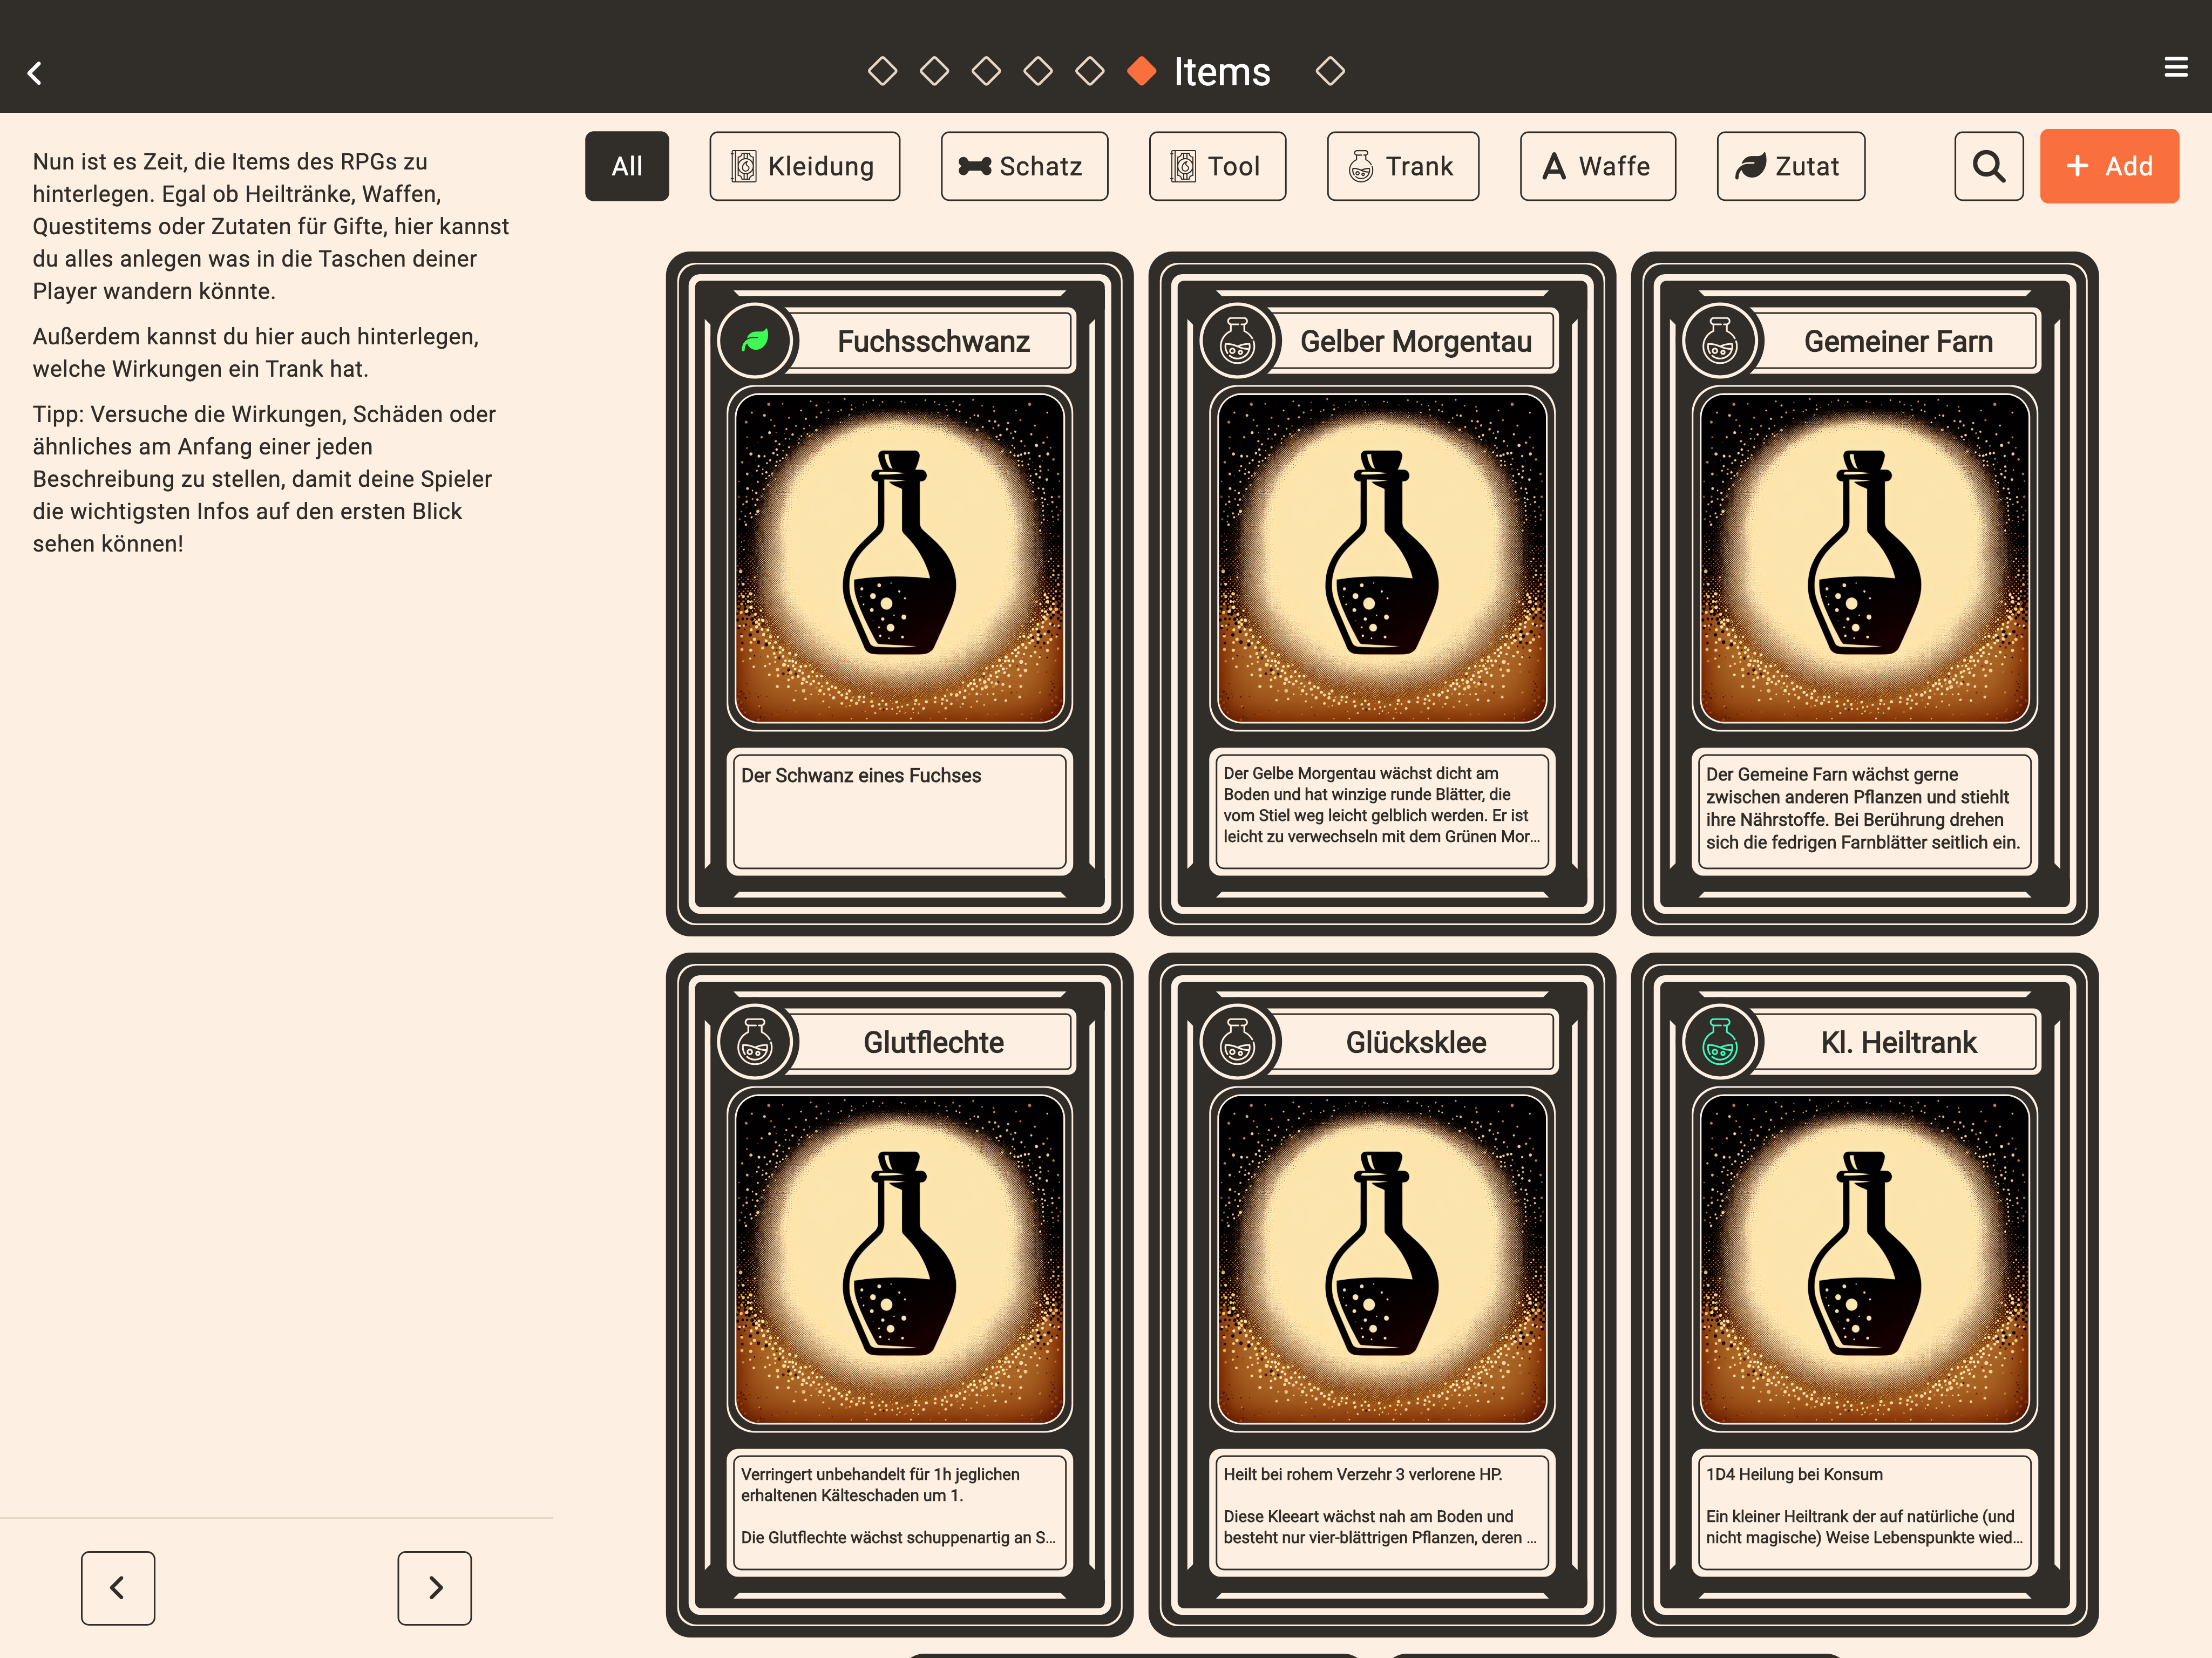 Items
Nun ist es Zeit, die Items des RPGs zu
hinterlegen. Egal ob Heiltränke, Waffen,
Questitems oder Zutaten für Gifte, hier kannst
du alles anlegen was in die Taschen deiner
Player wandern könnte.
Außerdem kannst du hier auch hinterlegen,
welche Wirkungen ein Trank hat.
Tipp: Versuche die Wirkungen, Schäden oder
ähnliches am Anfang einer jeden
Beschreibung zu stellen, damit deine Spieler
die wichtigsten Infos auf den ersten Blick
sehen können!
All
Kleidung
Schatz
Tool
Trank
Waffe
Zutat
+ Add
Fuchsschwanz
Der Schwanz eines Fuchses
Gelber Morgentau
Der Gelbe Morgentau wächst dicht am
Boden und hat winzige runde Blätter, die
vom Stiel weg leicht gelblich werden. Er ist
leicht zu verwechseln mit dem Grünen Mor...
Gemeiner Farn
Der Gemeine Farn wächst gerne
zwischen anderen Pflanzen und stiehlt
ihre Nährstoffe. Bei Berührung drehen
sich die fedrigen Farnblätter seitlich ein.
Glutflechte
Verringert unbehandelt für 1h jeglichen
erhaltenen Kälteschaden um 1.
Die Glutflechte wächst schuppenartig an S...
Glücksklee
Heilt bei rohem Verzehr 3 verlorene HP.
Diese Kleeart wächst nah am Boden und
besteht nur vier-blättrigen Pflanzen, deren ...
Kl. Heiltrank
1D4 Heilung bei Konsum
Ein kleiner Heiltrank der auf natürliche (und
nicht magische) Weise Lebenspunkte wied...